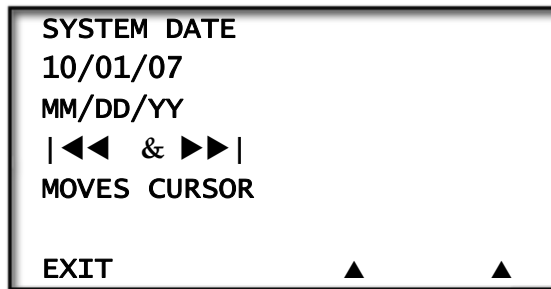 SYSTEM DATE
10/01/07
MM/DD/YY
|◀◀ & ▶▶|
MOVES CURSOR
EXIT ▲ ▲